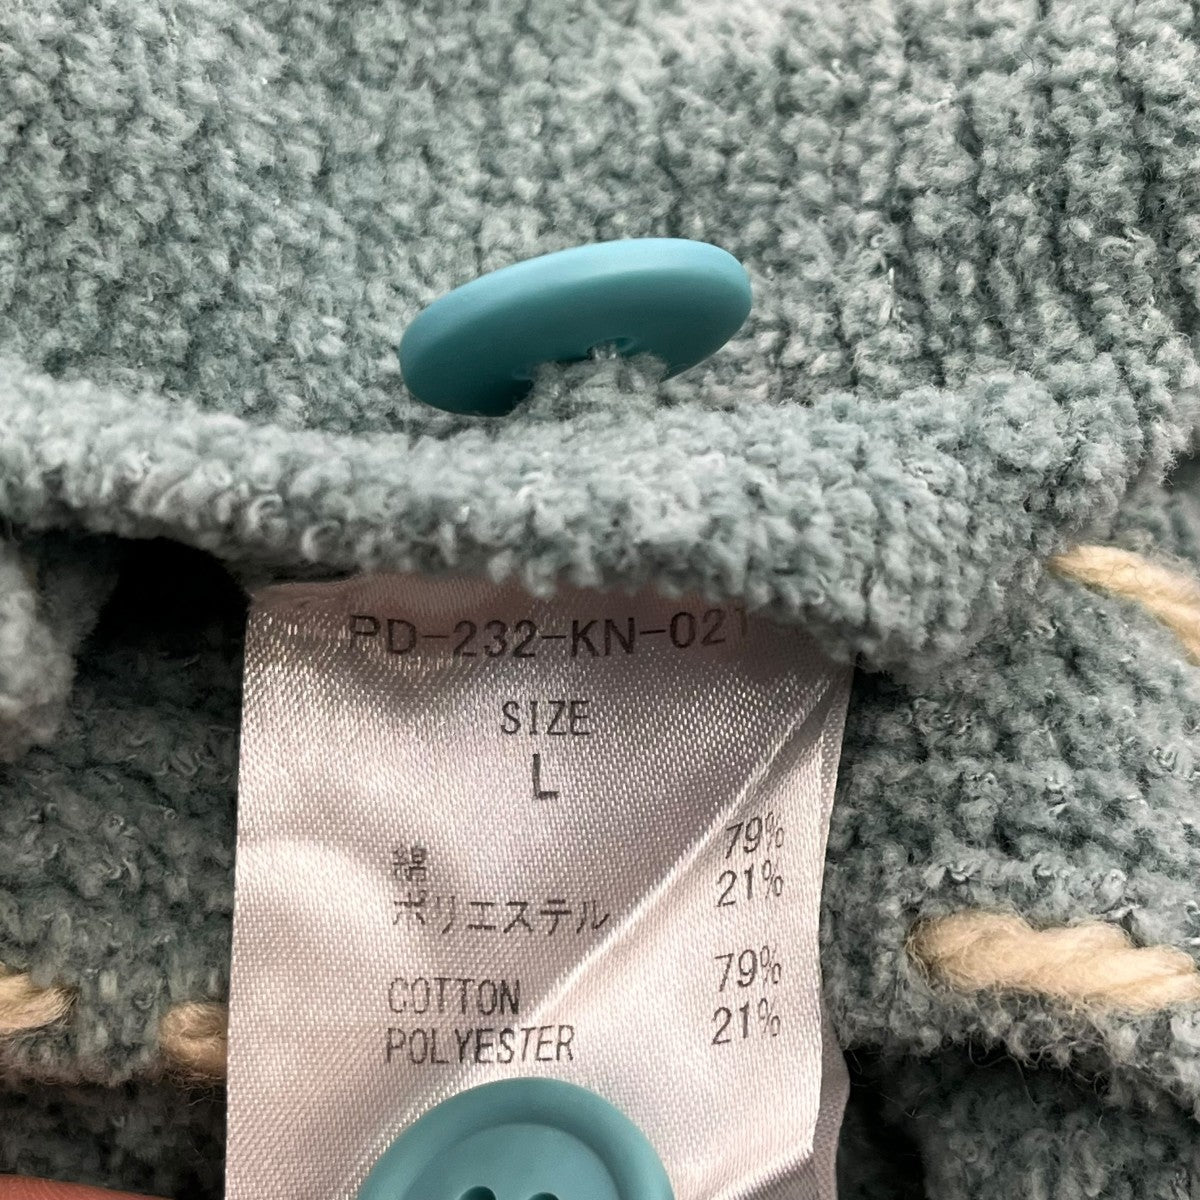 PD-232-KN-021
SIZE
L
綿 79%
ポリエステル 21%
COTTON 79%
POLYESTER 21%